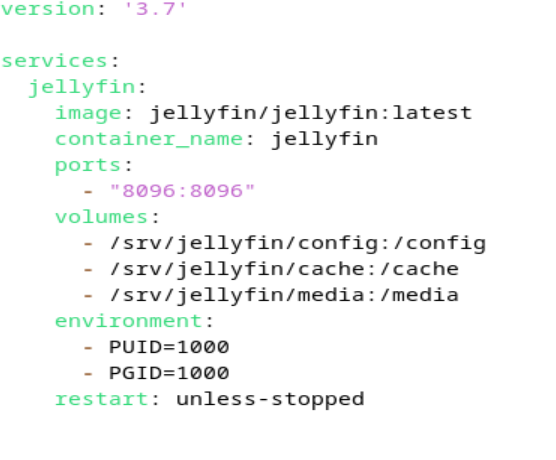 version: '3.7'

services:
  jellyfin:
    image: jellyfin/jellyfin:latest
    container_name: jellyfin
    ports:
      - "8096:8096"
    volumes:
      - /srv/jellyfin/config:/config
      - /srv/jellyfin/cache:/cache
      - /srv/jellyfin/media:/media
    environment:
      - PUID=1000
      - PGID=1000
    restart: unless-stopped